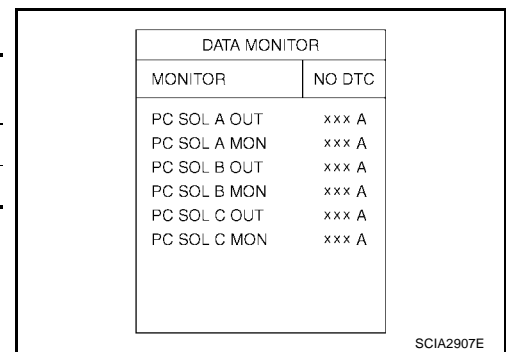 DATA MONITOR
MONITOR NO DTC
PC SOL A OUT xxx A
PC SOL A MON xxx A
PC SOL B OUT xxx A
PC SOL B MON xxx A
PC SOL C OUT xxx A
PC SOL C MON xxx A
SCIA2907E